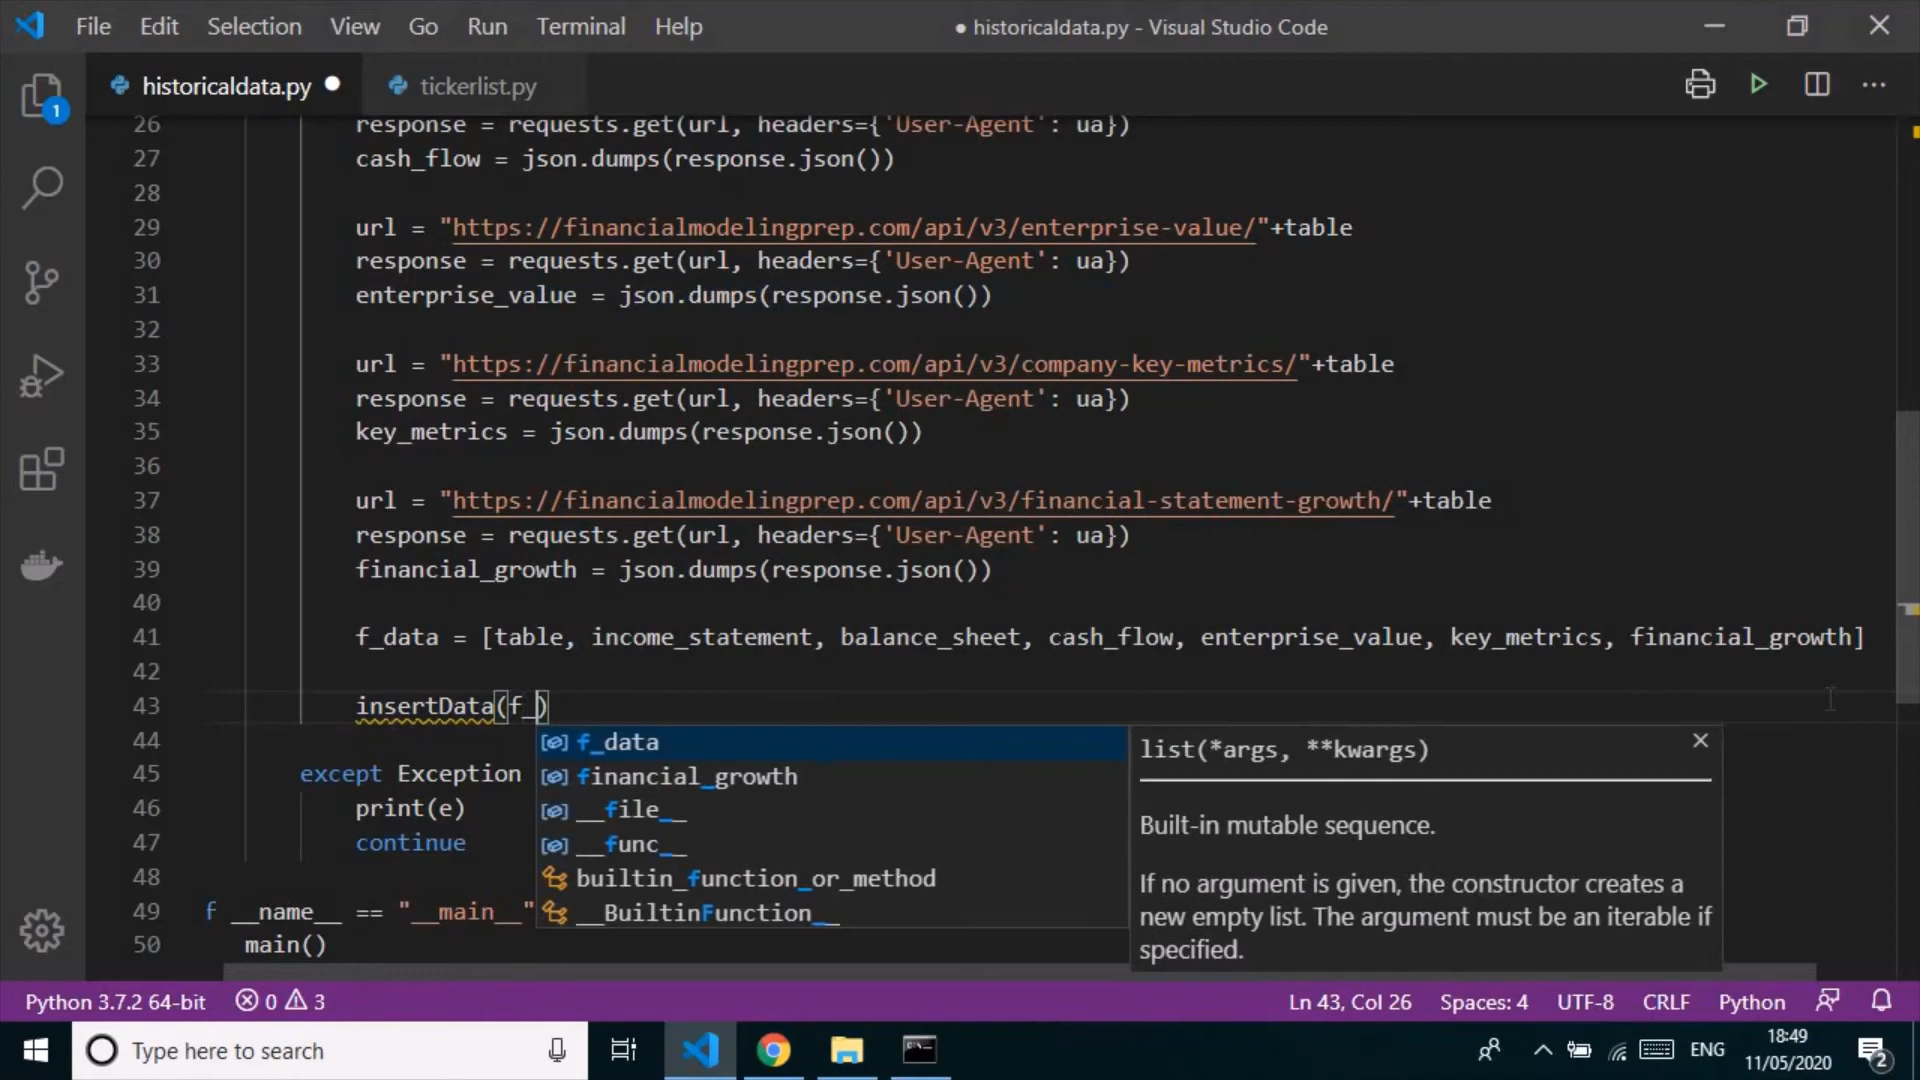 File Edit Selection View Go Run Terminal Help ● historicaldata.py - Visual Studio Code
historicaldata.py tickerlist.py
1
26 response = requests.get(url, headers={'User-Agent': ua})
27 cash_flow = json.dumps(response.json())
28
29 url = "https://financialmodelingprep.com/api/v3/enterprise-value/"+table
30 response = requests.get(url, headers={'User-Agent': ua})
31 enterprise_value = json.dumps(response.json())
32
33 url = "https://financialmodelingprep.com/api/v3/company-key-metrics/"+table
34 response = requests.get(url, headers={'User-Agent': ua})
35 key_metrics = json.dumps(response.json())
36
37 url = "https://financialmodelingprep.com/api/v3/financial-statement-growth/"+table
38 response = requests.get(url, headers={'User-Agent': ua})
39 financial_growth = json.dumps(response.json())
40
41 f_data = [table, income_statement, balance_sheet, cash_flow, enterprise_value, key_metrics, financial_growth]
42
43 insertData(f_)
44 f_data list(*args, **kwargs)
financial_growth
45 except Exception
__file__ Built-in mutable sequence.
46 print(e)
47 continue __func__
48 builtin_function_or_method If no argument is given, the constructor creates a
49 f __name__ == "__main__" __BuiltinFunction__ new empty list. The argument must be an iterable if
50 main() specified.
Python 3.7.2 64-bit 0 3 Ln 43, Col 26 Spaces: 4 UTF-8 CRLF Python
Type here to search ENG 18:49
11/05/2020 2